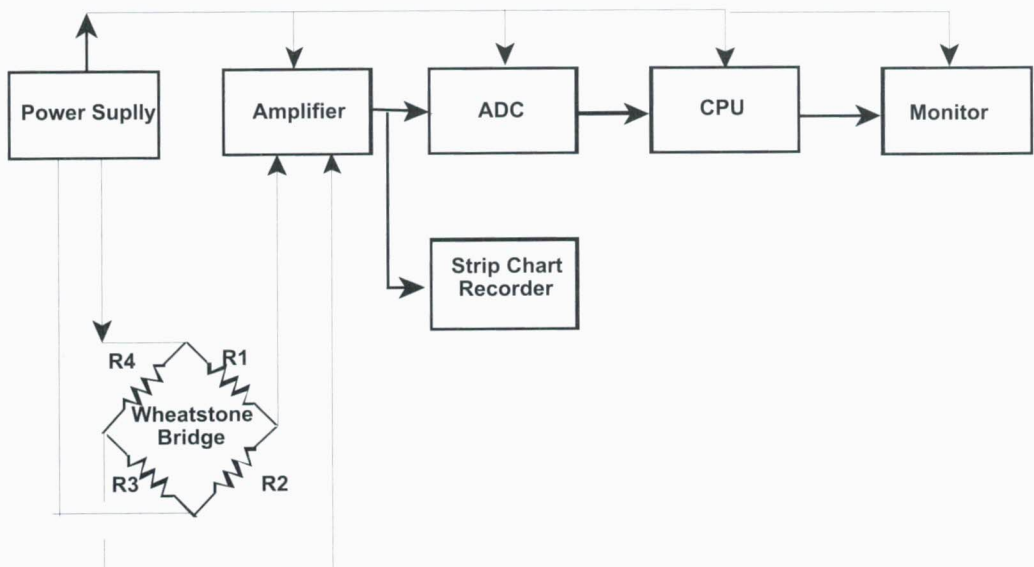 Power Suplly
Amplifier
ADC
CPU
Monitor
Strip Chart
Recorder
R4
R1
Wheatstone
Bridge
R3
R2